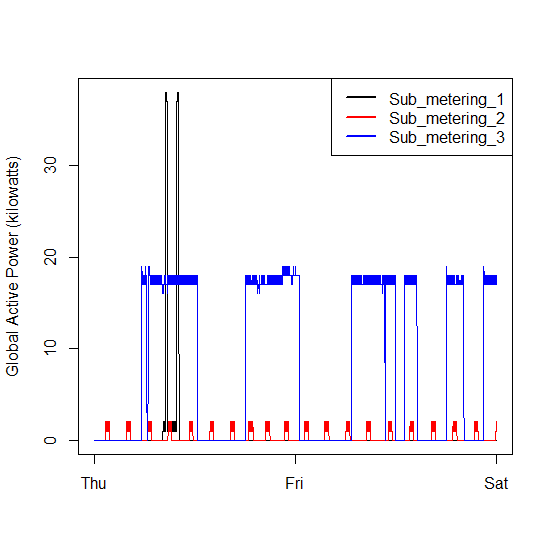 Sub_metering_1
Sub_metering_2
Sub_metering_3
Global Active Power (kilowatts)
30
20
10
0
Thu Fri Sat